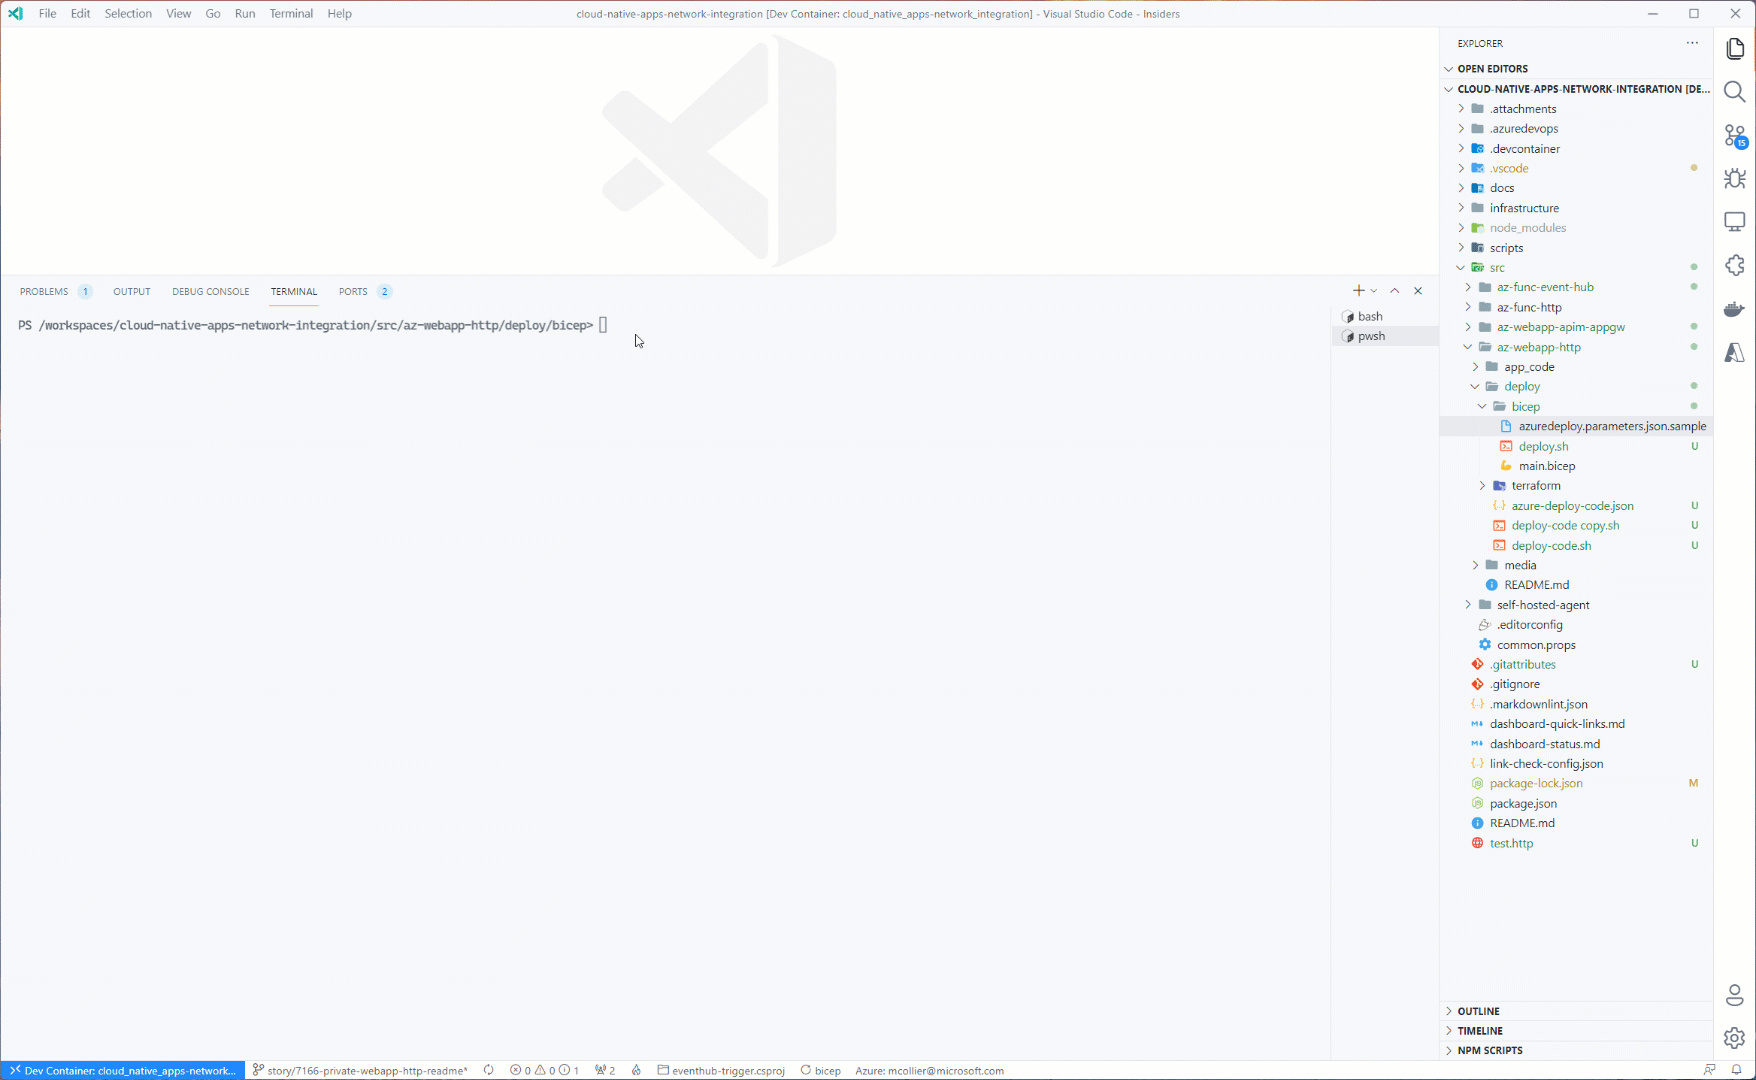 File Edit Selection View Go Run Terminal Help
cloud-native-apps-network-integration [Dev Container: cloud_native_apps-network_integration] - Visual Studio Code - Insiders
PROBLEMS 1 OUTPUT DEBUG CONSOLE TERMINAL PORTS 2
PS /workspaces/cloud-native-apps-network-integration/src/az-webapp-http/deploy/bicep>
bash
pwsh
EXPLORER
OPEN EDITORS
CLOUD-NATIVE-APPS-NETWORK-INTEGRATION [DE...
.attachments
.azuredevops
.devcontainer
.vscode
docs
infrastructure
node_modules
scripts
src
az-func-event-hub
az-func-http
az-webapp-apim-appgw
az-webapp-http
app_code
deploy
bicep
azuredeploy.parameters.json.sample
deploy.sh U
main.bicep
terraform
azure-deploy-code.json U
deploy-code copy.sh U
deploy-code.sh U
media
README.md
self-hosted-agent
.editorconfig
common.props
.gitattributes U
.gitignore
.markdownlint.json
dashboard-quick-links.md
dashboard-status.md
link-check-config.json
package-lock.json M
package.json
README.md
test.http U
OUTLINE
TIMELINE
NPM SCRIPTS
15
Dev Container: cloud_native_apps-network... story/7166-private-webapp-http-readme* 0 0 1 2 eventhub-trigger.csproj bicep Azure: mcollier@microsoft.com